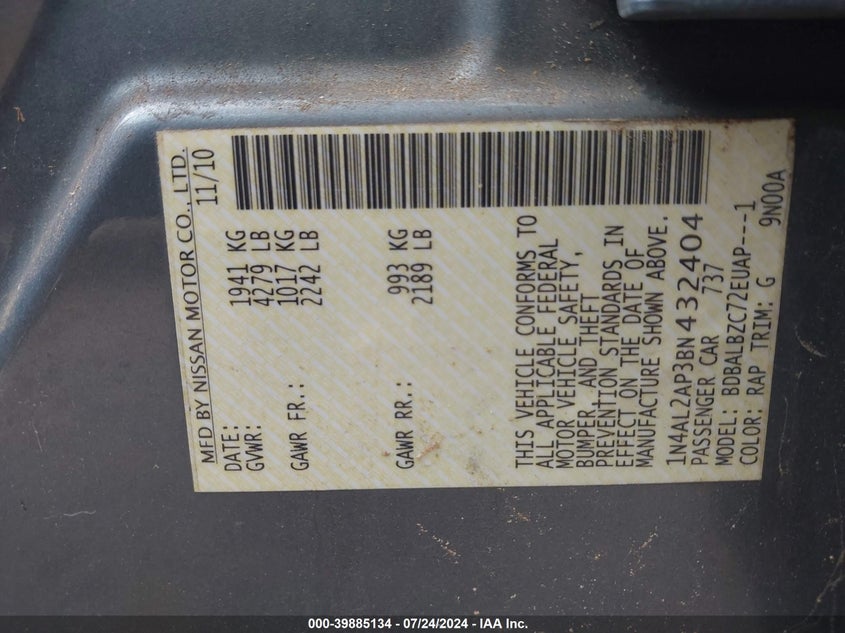 MFD BY NISSAN MOTOR CO., LTD.
DATE: 11/10
GVWR: 1941 KG
4279 LB
GAWR FR.: 1017 KG
2242 LB
GAWR RR.: 993 KG
2189 LB
THIS VEHICLE CONFORMS TO
ALL APPLICABLE FEDERAL
MOTOR VEHICLE SAFETY,
BUMPER, AND THEFT
PREVENTION STANDARDS IN
EFFECT ON THE DATE OF
MANUFACTURE SHOWN ABOVE.
1N4AL2AP3BN432404
PASSENGER CAR 737
MODEL: BDBALBZC72EUAP---1
COLOR: RAP TRIM: G 9N00A
000-39885134 - 07/24/2024 - IAA Inc.